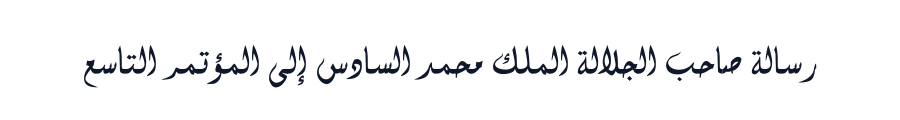 رسالة صاحب الجلالة الملك محمد السادس إلى المؤتمر التاسع